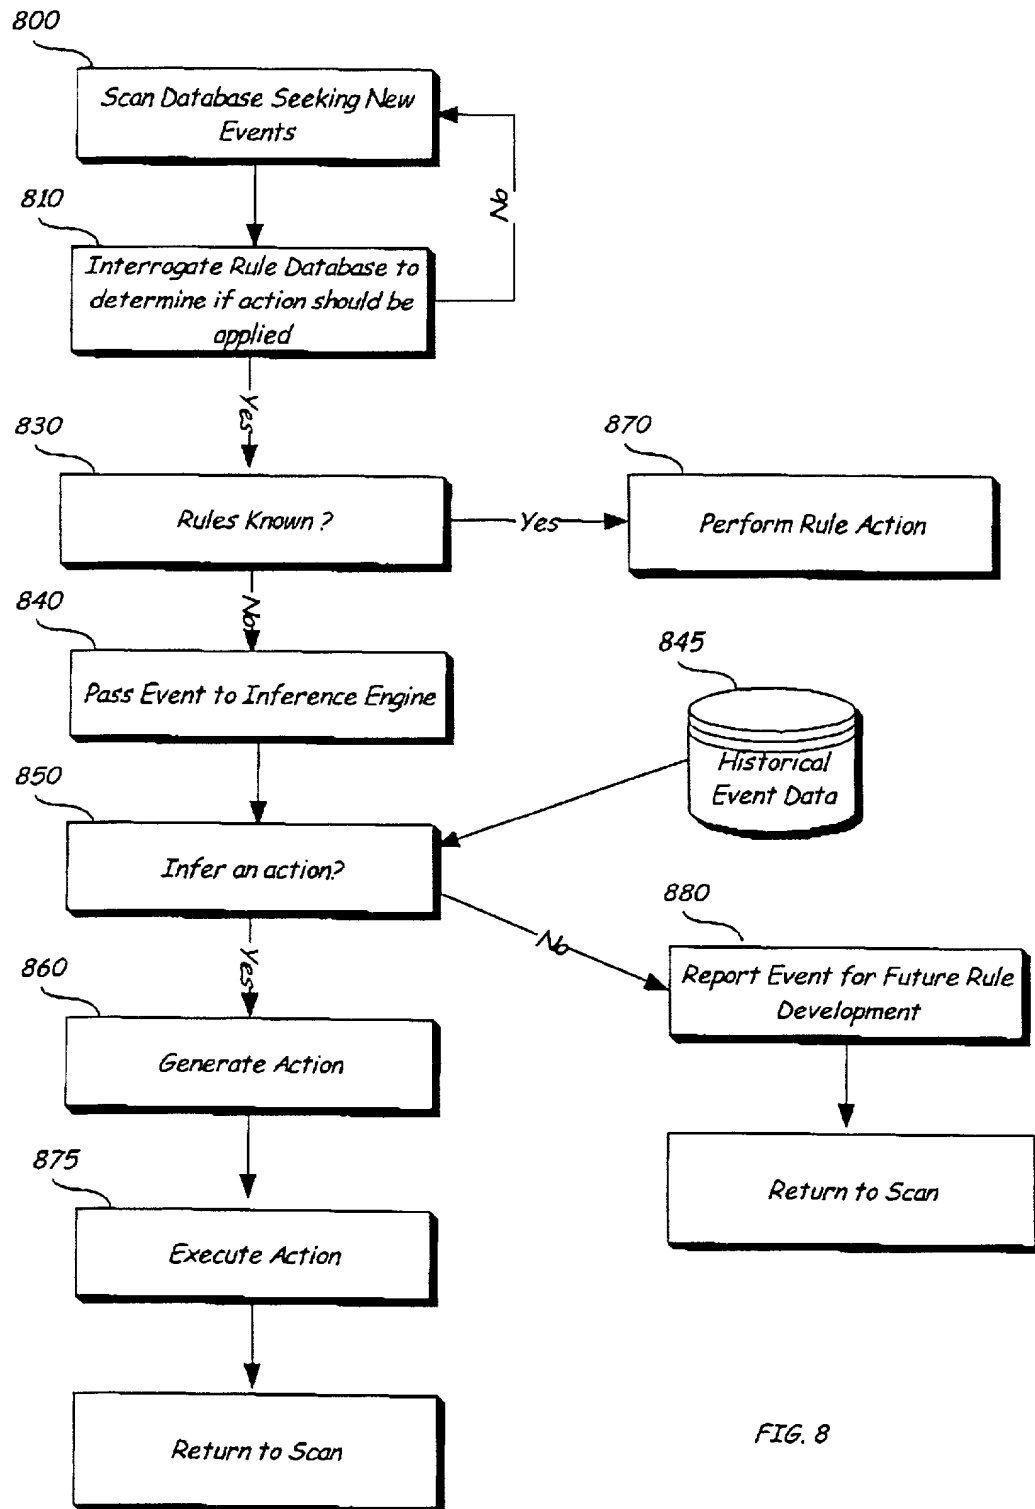 800
Scan Database Seeking New
Events
No
810
Interrogate Rule Database to
determine if action should be
applied
Yes
830
Rules Known ?
Yes
870
Perform Rule Action
No
840
Pass Event to Inference Engine
845
Historical
Event Data
850
Infer an action?
No
880
Report Event for Future Rule
Development
Yes
860
Generate Action
Return to Scan
875
Execute Action
Return to Scan
FIG. 8